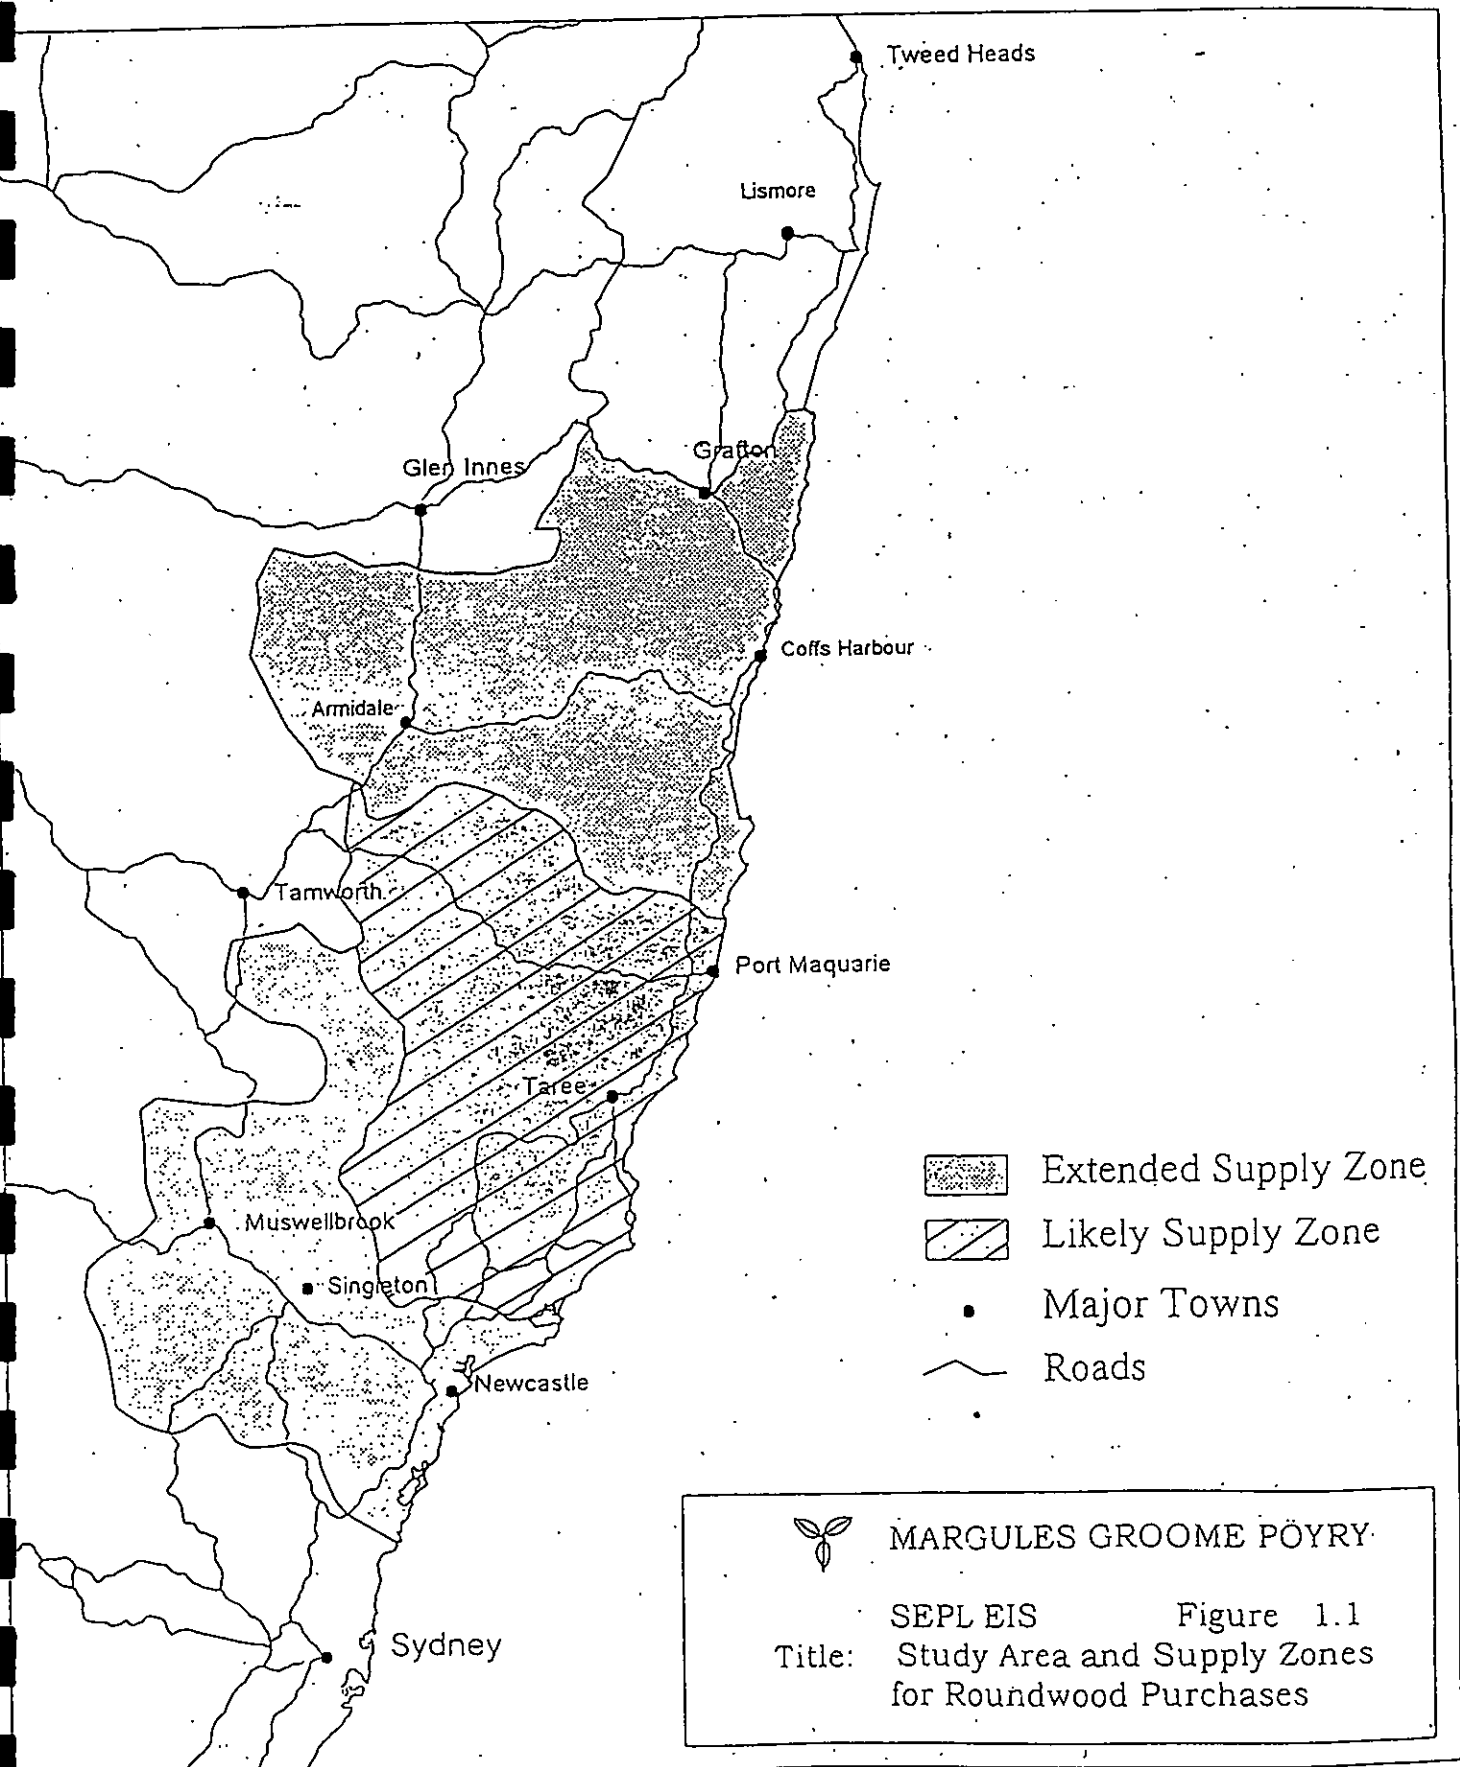 Tweed Heads
Lismore
Grafton
Glen Innes
Coffs Harbour
Armidale
Tamworth
Port Maquarie
Taree
Muswellbrook
Singleton
Newcastle
Sydney
Extended Supply Zone
Likely Supply Zone
Major Towns
Roads
MARGULES GROOME PÖYRY
SEPL EIS Figure 1.1
Title: Study Area and Supply Zones
for Roundwood Purchases